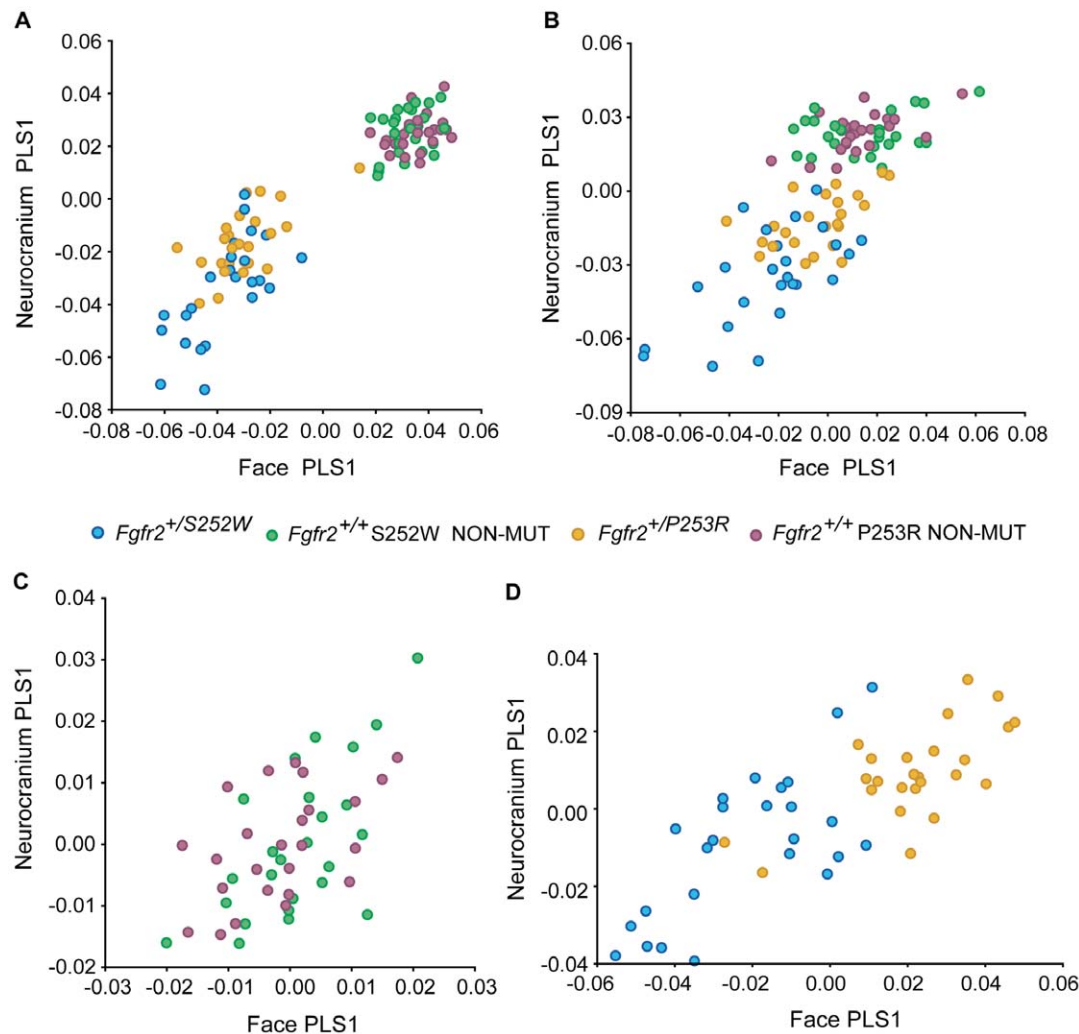 A
B
0.06
0.04
0.02
0.00
-0.02
-0.04
-0.06
-0.08
Neurocranium PLS1
-0.08 -0.06 -0.04 -0.02 0.00 0.02 0.04 0.06
Face PLS1
0.06
0.03
0.00
-0.03
-0.06
-0.09
Neurocranium PLS1
-0.08 -0.06 -0.04 -0.02 0.00 0.02 0.04 0.06 0.08
Face PLS1
Fgfr2+/S252W Fgfr2+/+ S252W NON-MUT Fgfr2+/P253R Fgfr2+/+ P253R NON-MUT
C
D
0.04
0.03
0.02
0.01
0.00
-0.01
-0.02
Neurocranium PLS1
-0.03 -0.02 -0.01 0.00 0.01 0.02 0.03
Face PLS1
0.04
0.02
0.00
-0.02
-0.04
Neurocranium PLS1
-0.06 -0.04 -0.02 0.00 0.02 0.04 0.06
Face PLS1